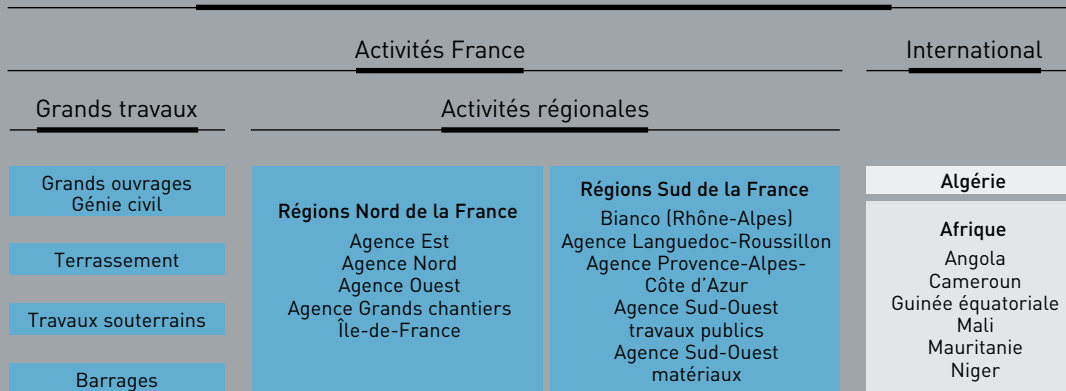 Activités France
International
Grands travaux
Activités régionales
Grands ouvrages
Génie civil
Terrassement
Travaux souterrains
Barrages
Régions Nord de la France
Agence Est
Agence Nord
Agence Ouest
Agence Grands chantiers
Île-de-France
Régions Sud de la France
Bianco (Rhône-Alpes)
Agence Languedoc-Roussillon
Agence Provence-Alpes-
Côte d'Azur
Agence Sud-Ouest
travaux publics
Agence Sud-Ouest
matériaux
Algérie
Afrique
Angola
Cameroun
Guinée équatoriale
Mali
Mauritanie
Niger